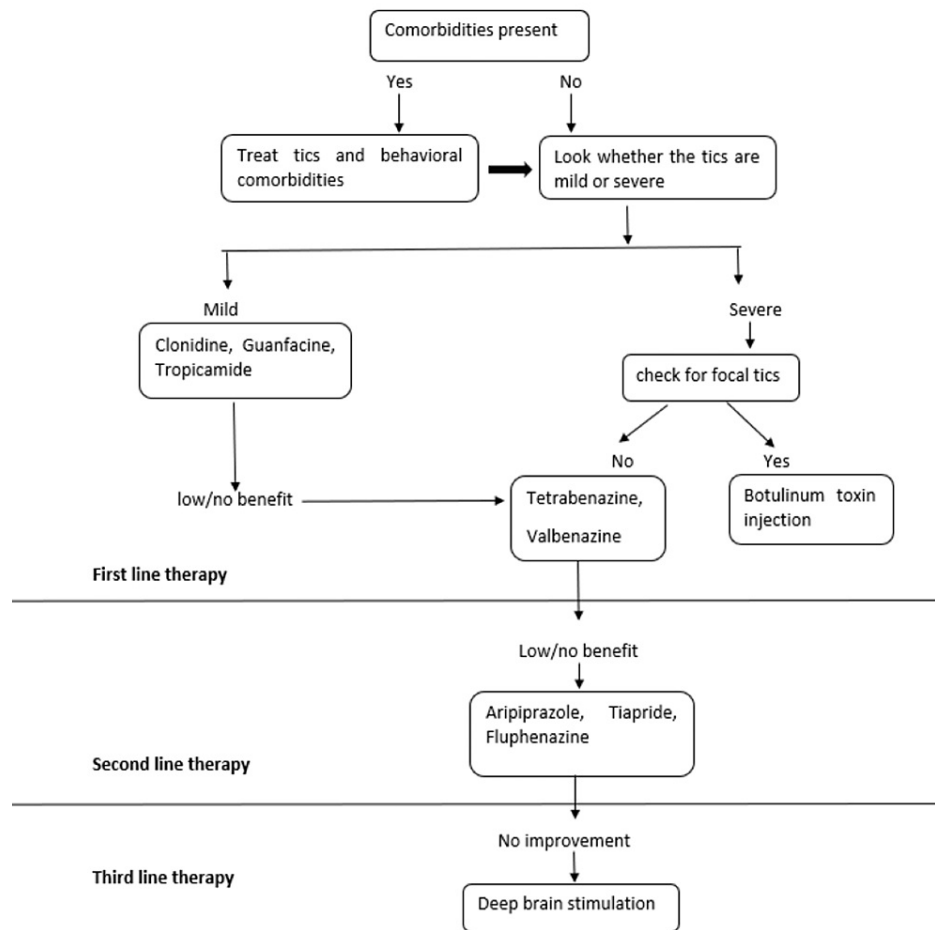 Comorbidities present
Yes
No
Treat tics and behavioral
comorbidities
Look whether the tics are
mild or severe
Mild
Severe
Clonidine, Guanfacine,
Tropicamide
check for focal tics
No
Yes
low/no benefit
Tetrabenazine,
Valbenazine
Botulinum toxin
injection
First line therapy
Low/no benefit
Aripiprazole, Tiapride,
Fluphenazine
Second line therapy
No improvement
Third line therapy
Deep brain stimulation